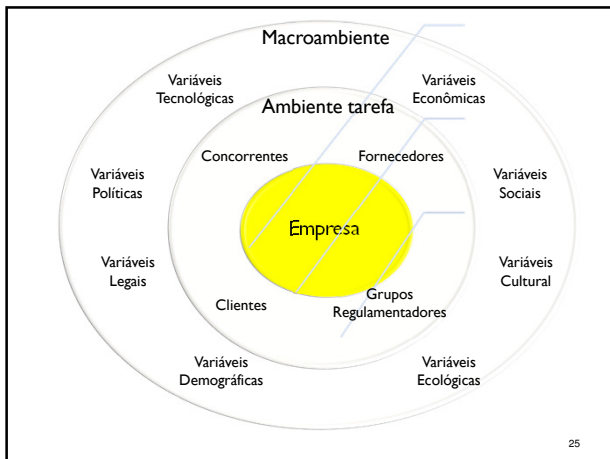 Macroambiente
Variáveis
Tecnológicas
Variáveis
Econômicas
Ambiente tarefa
Concorrentes
Fornecedores
Variáveis
Políticas
Variáveis
Sociais
Empresa
Variáveis
Legais
Variáveis
Cultural
Clientes
Grupos
Regulamentadores
Variáveis
Demográficas
Variáveis
Ecológicas
25